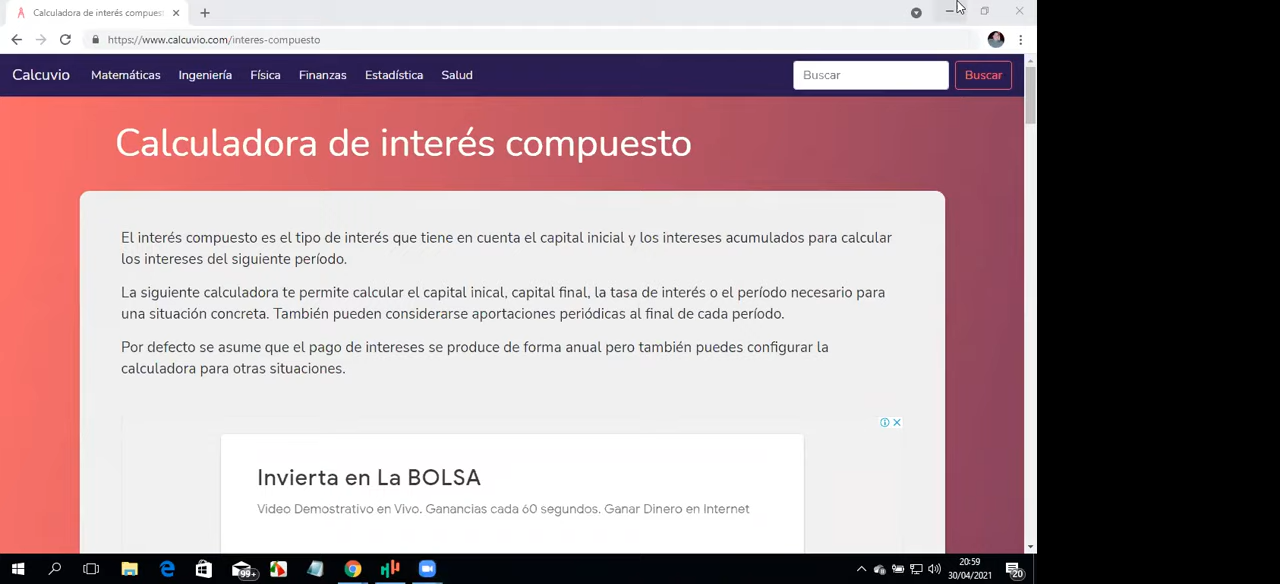 Calculadora de interés compuest
https://www.calcuvio.com/interes-compuesto
Calcuvio Matemáticas Ingeniería Física Finanzas Estadística Salud Buscar Buscar
Calculadora de interés compuesto
El interés compuesto es el tipo de interés que tiene en cuenta el capital inicial y los intereses acumulados para calcular
los intereses del siguiente período.
La siguiente calculadora te permite calcular el capital inical, capital final, la tasa de interés o el período necesario para
una situación concreta. También pueden considerarse aportaciones periódicas al final de cada período.
Por defecto se asume que el pago de intereses se produce de forma anual pero también puedes configurar la
calculadora para otras situaciones.
Invierta en La BOLSA
Video Demostrativo en Vivo. Ganancias cada 60 segundos. Ganar Dinero en Internet
99+
20:59
30/04/2021
20